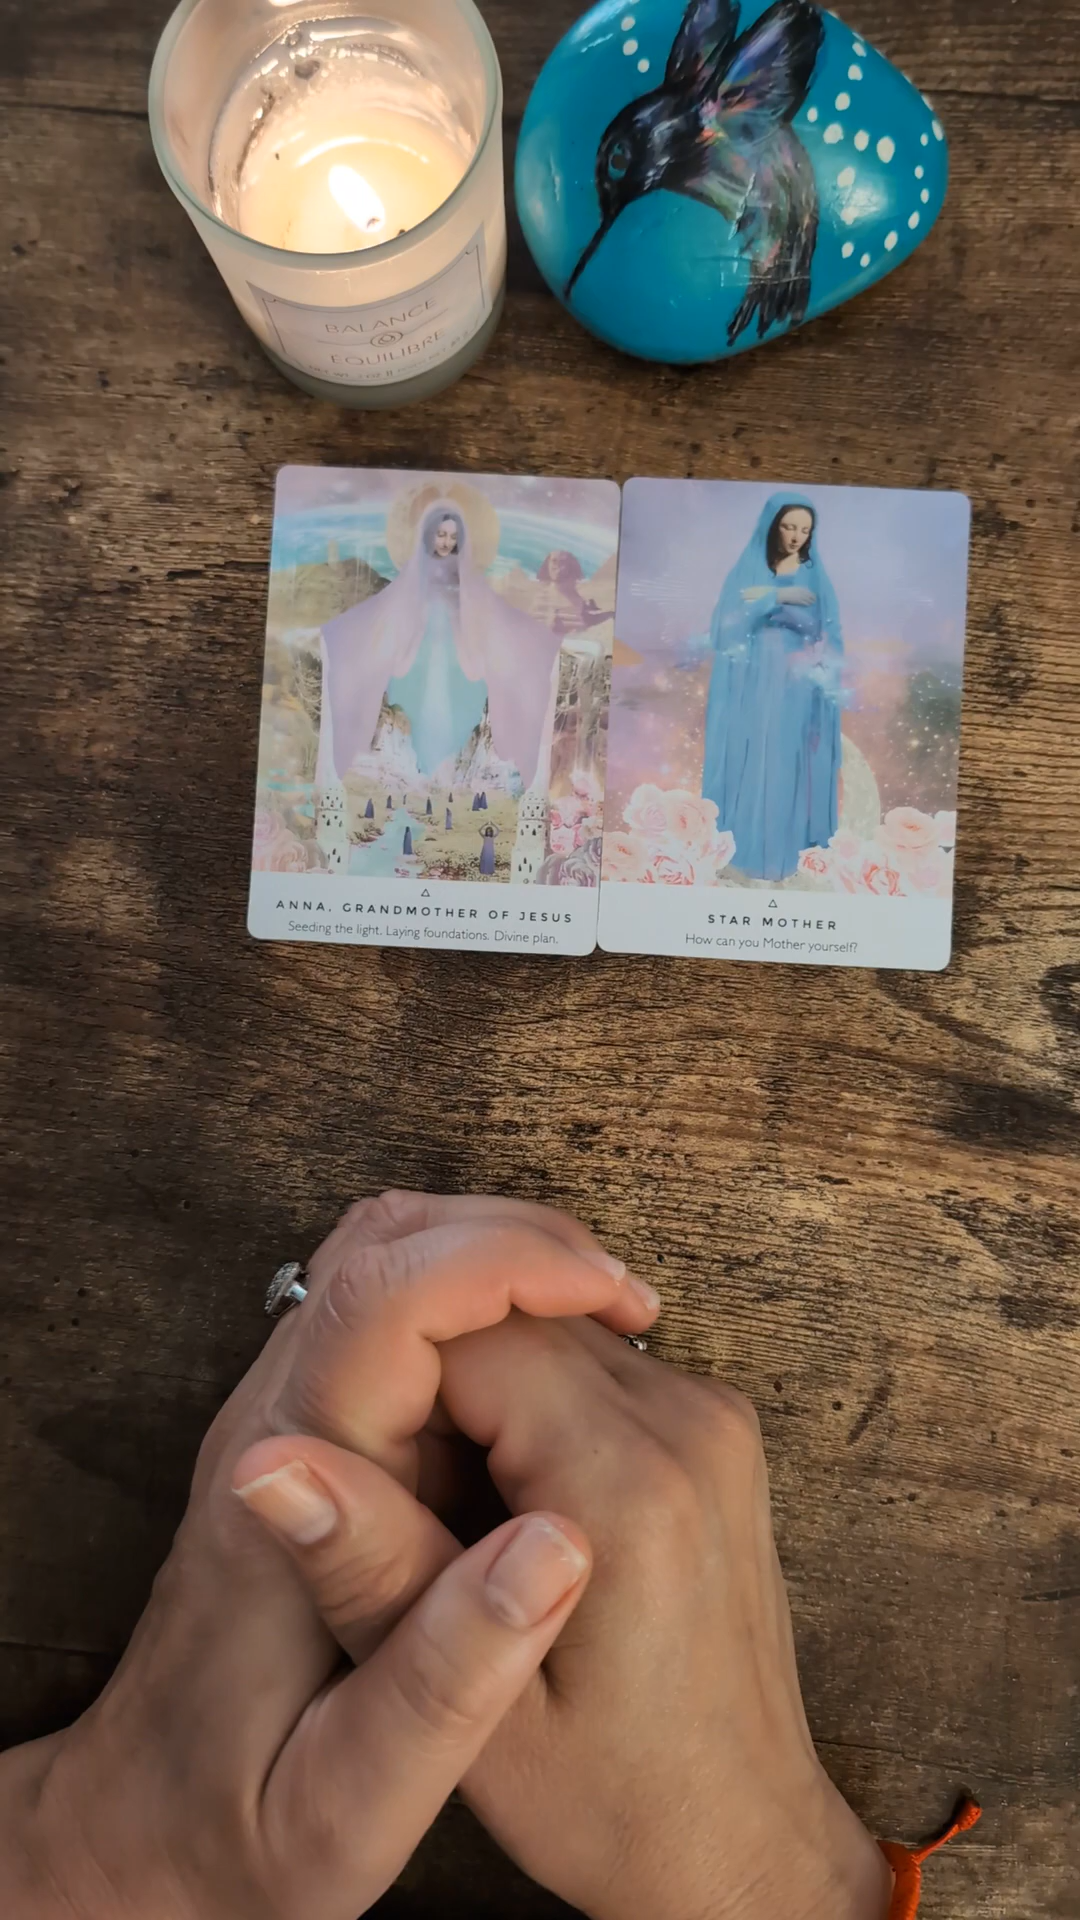 BALANCE
ÉQUILIBRE
ANNA, GRANDMOTHER OF JESUS
Seeding the light. Laying foundations. Divine plan.
STAR MOTHER
How can you Mother yourself?